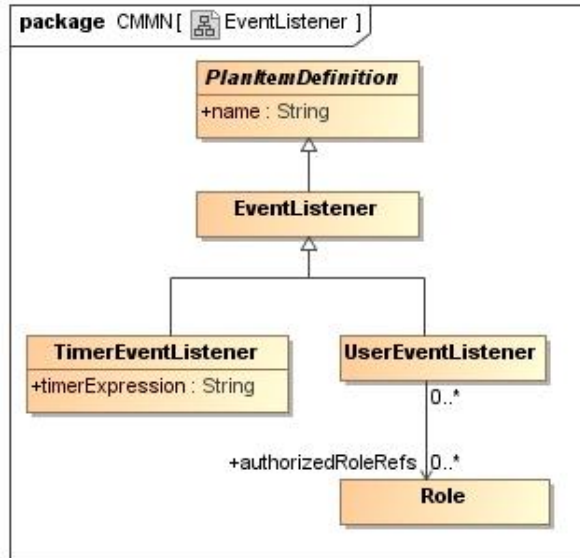 package CMMN[ EventListener ]
PlanItemDefinition
+name : String
EventListener
TimerEventListener
+timerExpression : String
UserEventListener
0..*
+authorizedRoleRefs 0..*
Role